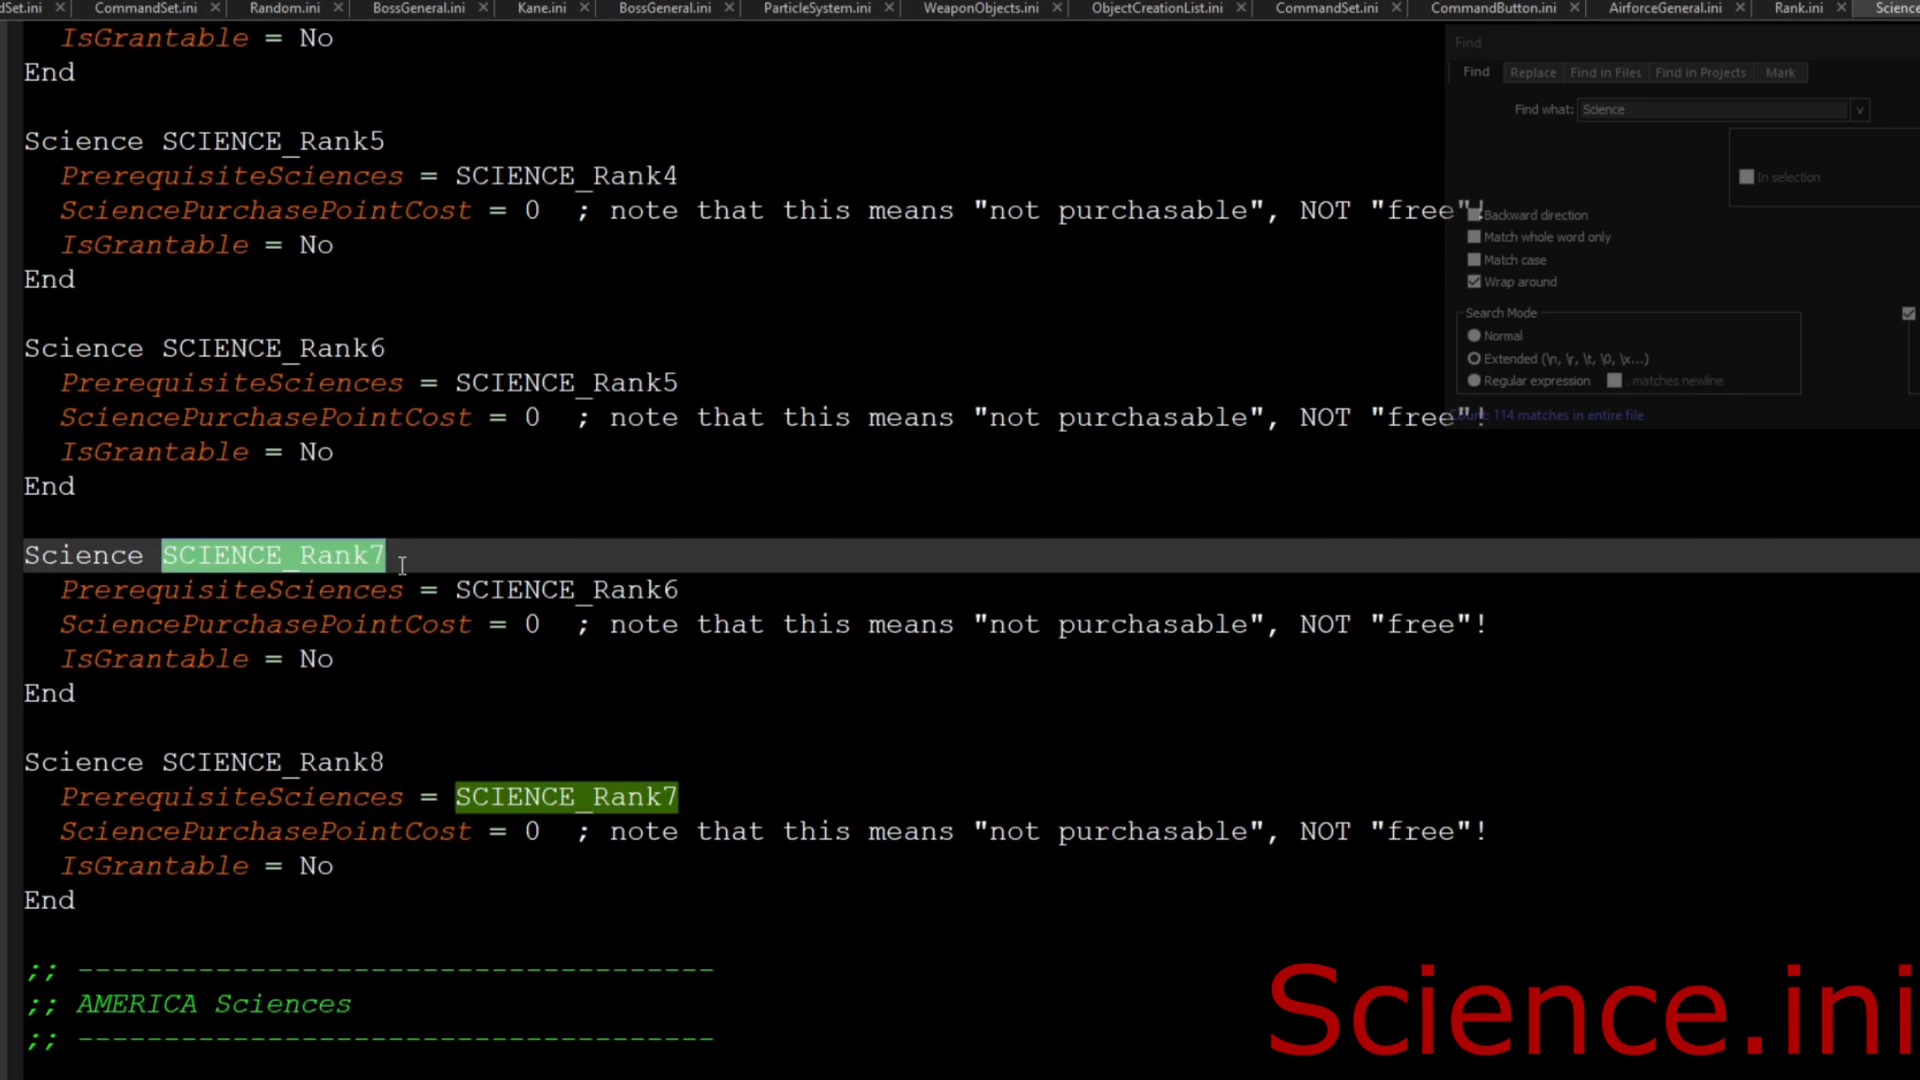 dSet.ini CommandSet.ini Random.ini BossGeneral.ini Kane.ini BossGeneral.ini ParticleSystem.ini WeaponObjects.ini ObjectCreationList.ini CommandSet.ini CommandButton.ini AirforceGeneral.ini Rank.ini Science
IsGrantable = No
End
Science SCIENCE_Rank5
PrerequisiteSciences = SCIENCE_Rank4
SciencePurchasePointCost = 0 ; note that this means "not purchasable", NOT "free"!
IsGrantable = No
End
Science SCIENCE_Rank6
PrerequisiteSciences = SCIENCE_Rank5
SciencePurchasePointCost = 0 ; note that this means "not purchasable", NOT "free"!
IsGrantable = No
End
Science SCIENCE_Rank7
PrerequisiteSciences = SCIENCE_Rank6
SciencePurchasePointCost = 0 ; note that this means "not purchasable", NOT "free"!
IsGrantable = No
End
Science SCIENCE_Rank8
PrerequisiteSciences = SCIENCE_Rank7
SciencePurchasePointCost = 0 ; note that this means "not purchasable", NOT "free"!
IsGrantable = No
End
;; -----------------------------------
;; AMERICA Sciences
;; -----------------------------------
Find
Find Replace Find in Files Find in Projects Mark
Find what: Science
In selection
Backward direction
Match whole word only
Match case
Wrap around
Search Mode
Normal
Extended (\n, \r, \t, \0, \x...)
Regular expression . matches newline
Count: 114 matches in entire file
Science.ini